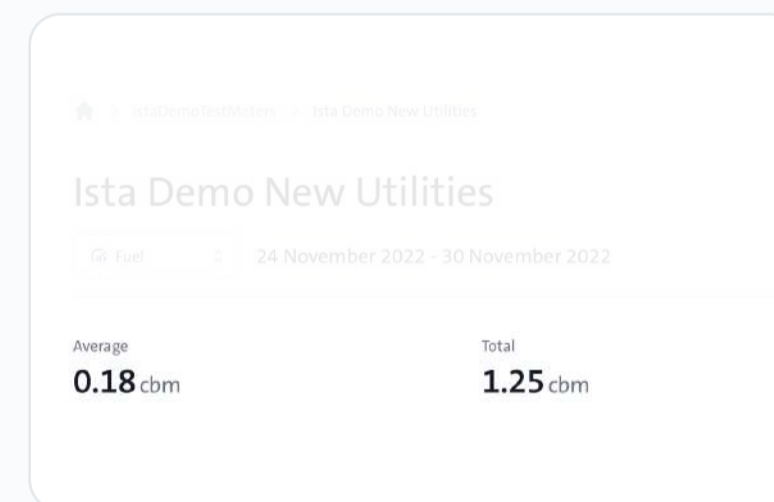 IstaDemoTestMeters > Ista Demo New Utilities
Ista Demo New Utilities
Fuel 24 November 2022 - 30 November 2022
Average Total
0.18 cbm 1.25 cbm